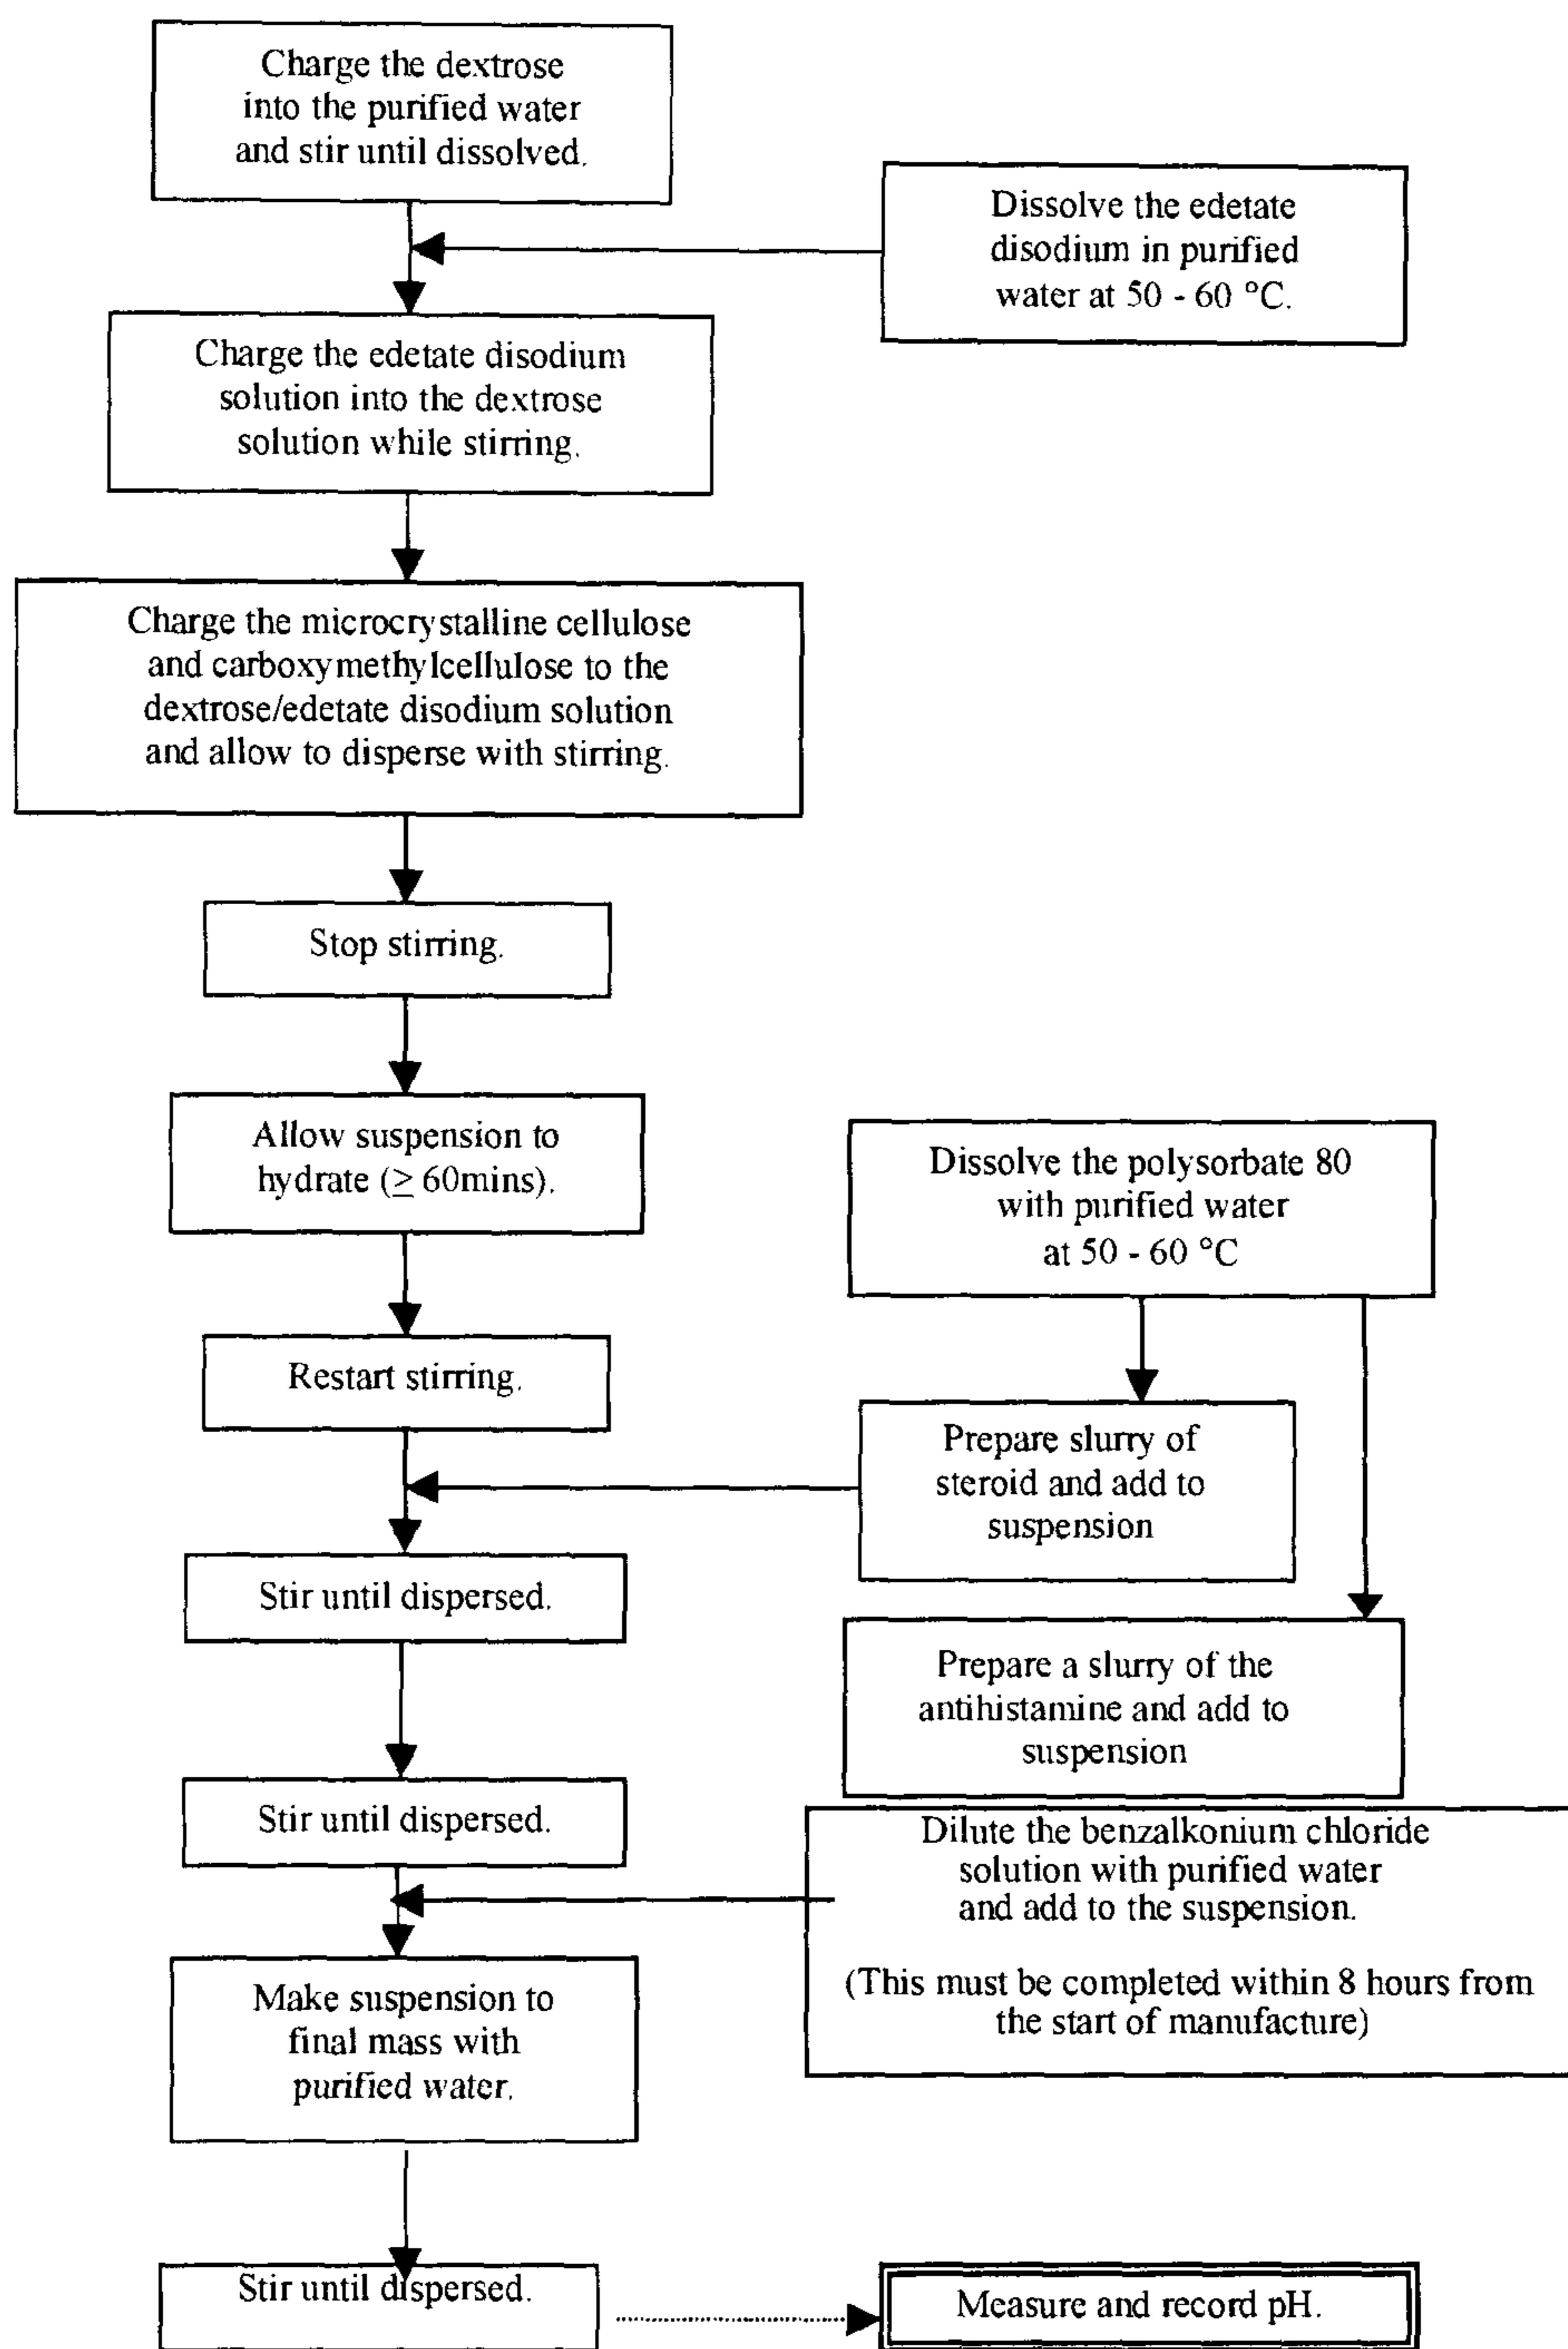 Charge the dextrose
into the purified water
and stir until dissolved.
Dissolve the edetate
disodium in purified
water at 50 - 60 °C.
Charge the edetate disodium
solution into the dextrose
solution while stirring.
Charge the microcrystalline cellulose
and carboxymethylcellulose to the
dextrose/edetate disodium solution
and allow to disperse with stirring.
Stop stirring.
Allow suspension to
hydrate (≥ 60mins).
Dissolve the polysorbate 80
with purified water
at 50 - 60 °C
Restart stirring.
Prepare slurry of
steroid and add to
suspension
Stir until dispersed.
Prepare a slurry of the
antihistamine and add to
suspension
Stir until dispersed.
Dilute the benzalkonium chloride
solution with purified water
and add to the suspension.
(This must be completed within 8 hours from
the start of manufacture)
Make suspension to
final mass with
purified water.
Stir until dispersed.
Measure and record pH.